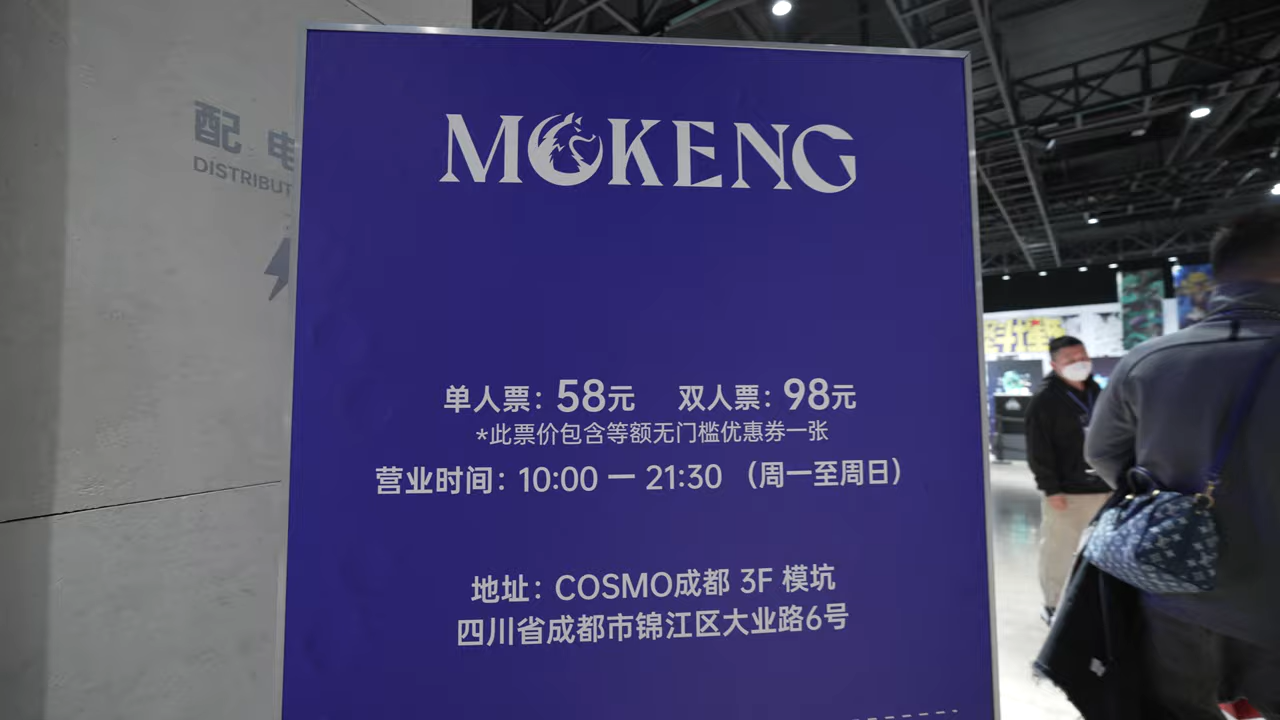 配 电
DISTRIBUT
MOKENG
单人票：58元 双人票：98元
*此票价包含等额无门槛优惠券一张
营业时间：10:00 — 21:30 （周一至周日）
地址：COSMO成都 3F 模坑
四川省成都市锦江区大业路6号